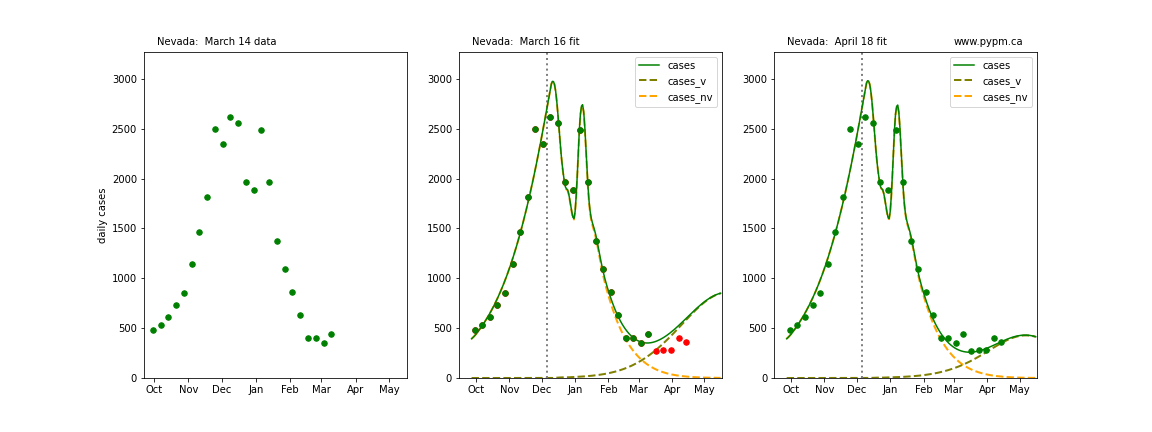 Nevada: March 14 data
daily cases
3000
2500
2000
1500
1000
500
0
Oct Nov Dec Jan Feb Mar Apr May
Nevada: March 16 fit
cases
cases_v
cases_nv
3000
2500
2000
1500
1000
500
0
Oct Nov Dec Jan Feb Mar Apr May
Nevada: April 18 fit www.pypm.ca
cases
cases_v
cases_nv
3000
2500
2000
1500
1000
500
0
Oct Nov Dec Jan Feb Mar Apr May